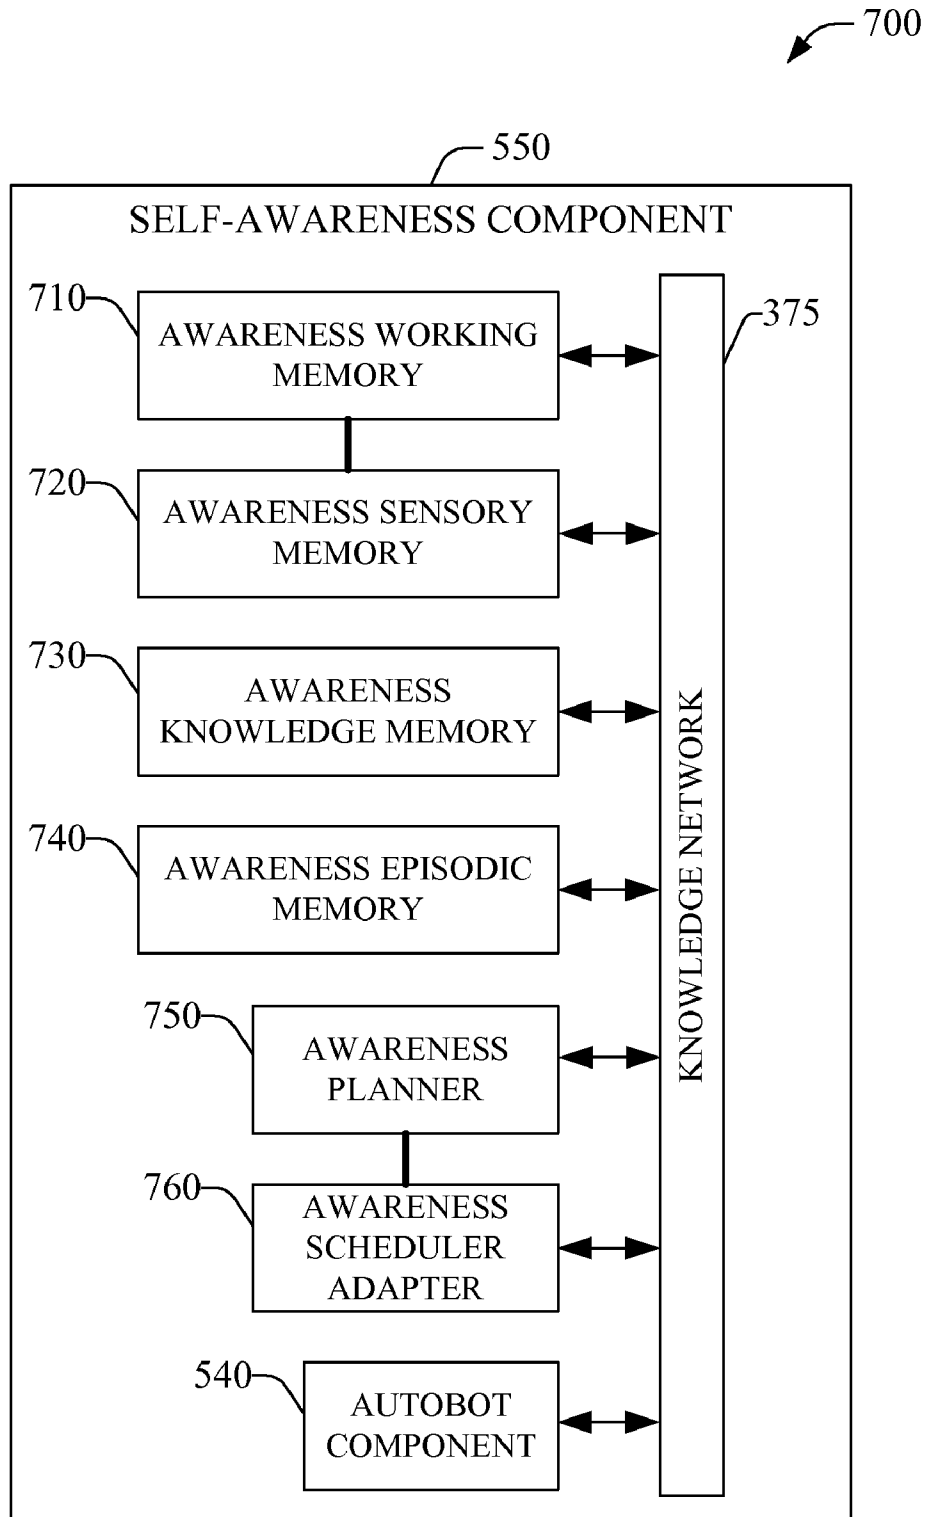 700
550
SELF-AWARENESS COMPONENT
710
AWARENESS WORKING
MEMORY
375
720
AWARENESS SENSORY
MEMORY
730
AWARENESS
KNOWLEDGE MEMORY
740
AWARENESS EPISODIC
MEMORY
KNOWLEDGE NETWORK
750
AWARENESS
PLANNER
760
AWARENESS
SCHEDULER
ADAPTER
540
AUTOBOT
COMPONENT